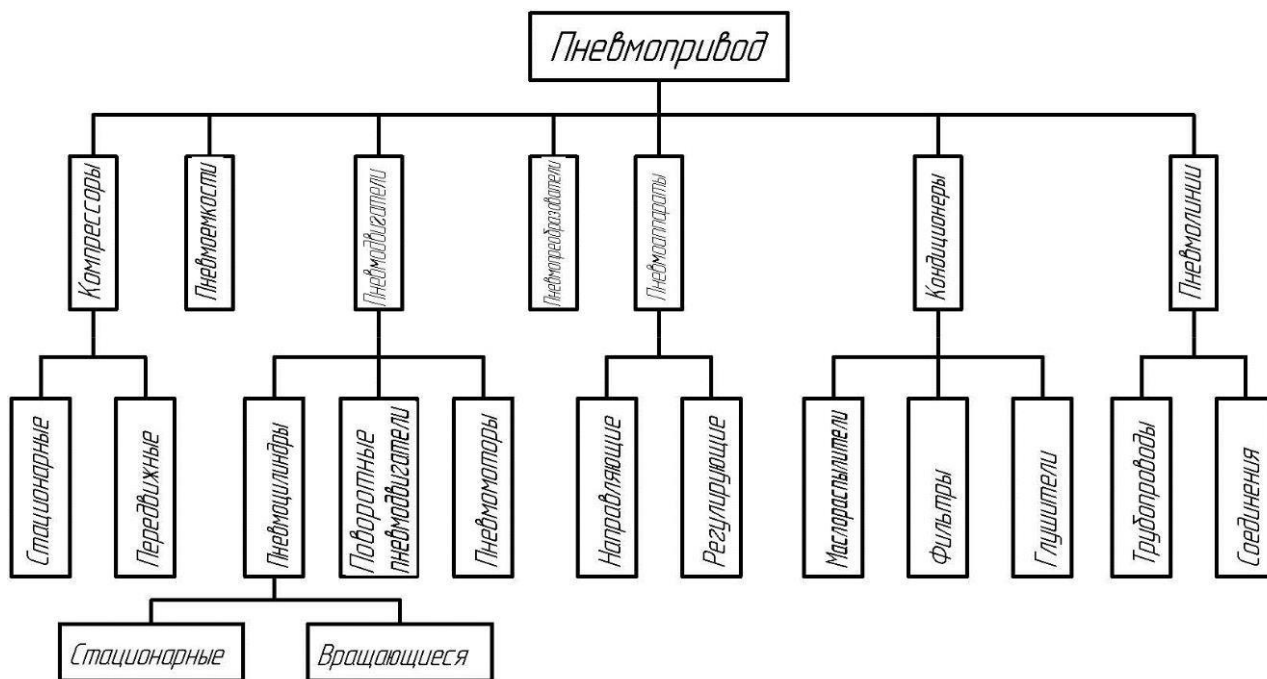 Пневмопривод
Компрессоры
Пневмоемкости
Пневмодвигатели
Пневмопреобразователи
Пневмоаппараты
Кондиционеры
Пневмолинии
Стационарные
Передвижные
Пневмоцилиндры
Поворотные
пневмодвигатели
Пневмомоторы
Направляющие
Регулирующие
Маслораспылители
Фильтры
Глушители
Трубопроводы
Соединения
Стационарные
Вращающиеся